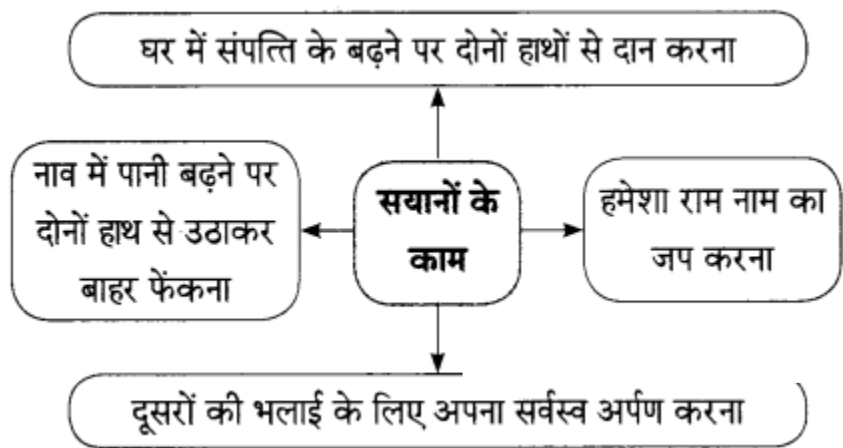 घर में संपत्ति के बढ़ने पर दोनों हाथों से दान करना
नाव में पानी बढ़ने पर
दोनों हाथ से उठाकर
बाहर फेंकना
सयानों के
काम
हमेशा राम नाम का
जप करना
दूसरों की भलाई के लिए अपना सर्वस्व अर्पण करना